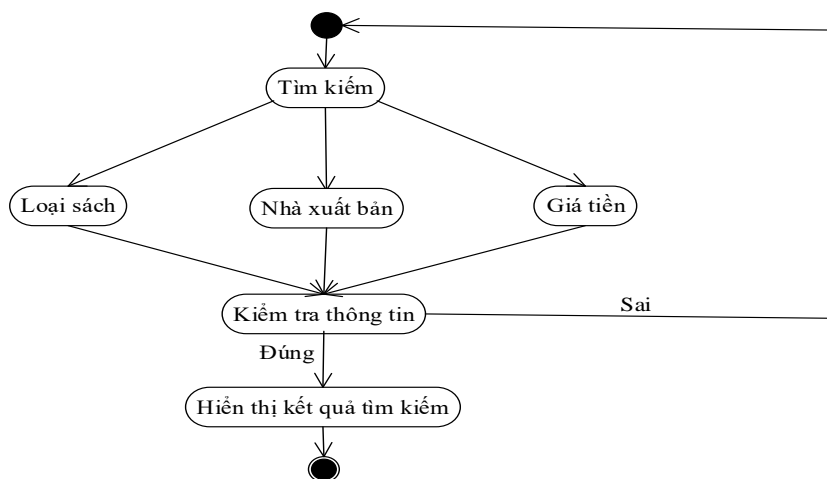 Tìm kiếm
Loại sách
Nhà xuất bản
Giá tiền
Kiểm tra thông tin
Sai
Đúng
Hiển thị kết quả tìm kiếm